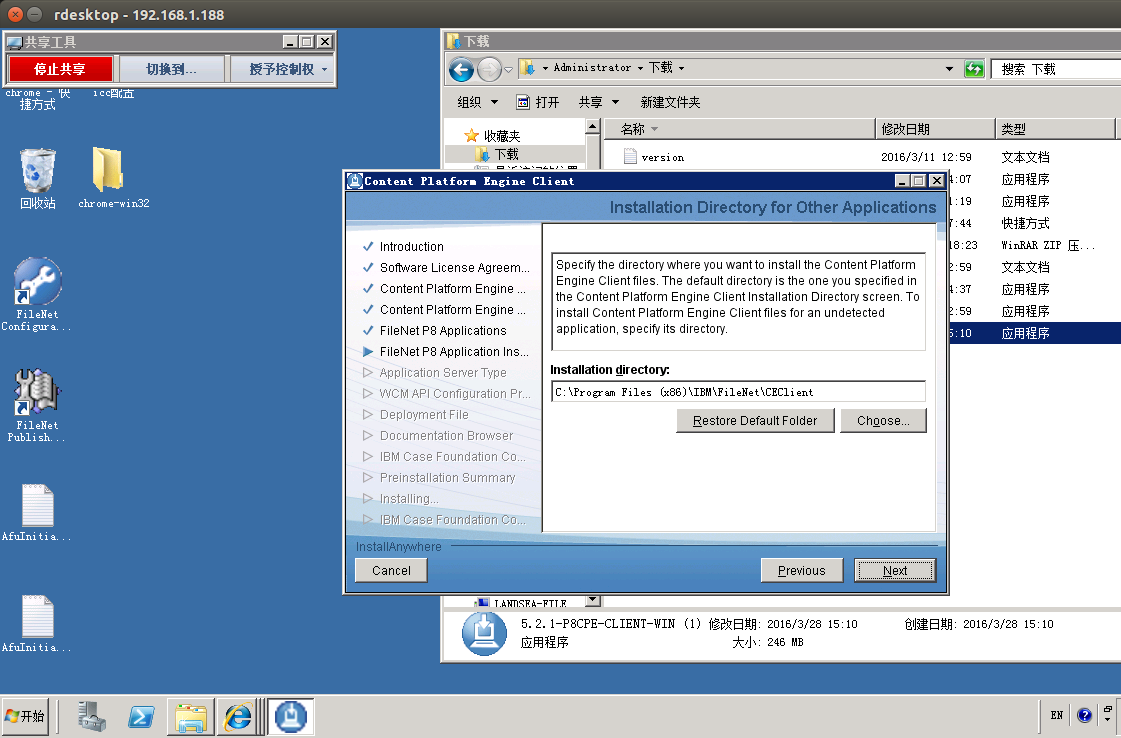 rdesktop - 192.168.1.188
共享工具
停止共享
切换到...
授予控制权
chrome - 快
捷方式
icc配置
回收站
chrome-win32
FileNet
Configura...
FileNet
Publish...
AfuInitia...
AfuInitia...
下载
Administrator
下载
搜索 下载
组织
打开
共享
新建文件夹
收藏夹
下载
名称
修改日期
类型
version
2016/3/11 12:59
文本文档
4:07
应用程序
1:19
应用程序
7:44
快捷方式
18:23
WinRAR ZIP 压...
2:59
文本文档
4:37
应用程序
2:59
应用程序
5:10
应用程序
Content Platform Engine Client
Installation Directory for Other Applications
Introduction
Software License Agreem...
Content Platform Engine ...
Content Platform Engine ...
FileNet P8 Applications
FileNet P8 Application Ins...
Application Server Type
WCM API Configuration Pr...
Deployment File
Documentation Browser
IBM Case Foundation Co...
Preinstallation Summary
Installing...
IBM Case Foundation Co...
Specify the directory where you want to install the Content Platform
Engine Client files. The default directory is the one you specified in
the Content Platform Engine Client Installation Directory screen. To
install Content Platform Engine Client files for an undetected
application, specify its directory.
Installation directory:
C:\Program Files (x86)\IBM\FileNet\CEClient
Restore Default Folder
Choose...
InstallAnywhere
Cancel
Previous
Next
LANDSEA-FILE
5.2.1-P8CPE-CLIENT-WIN (1) 修改日期: 2016/3/28 15:10
创建日期: 2016/3/28 15:10
应用程序
大小: 246 MB
开始
EN